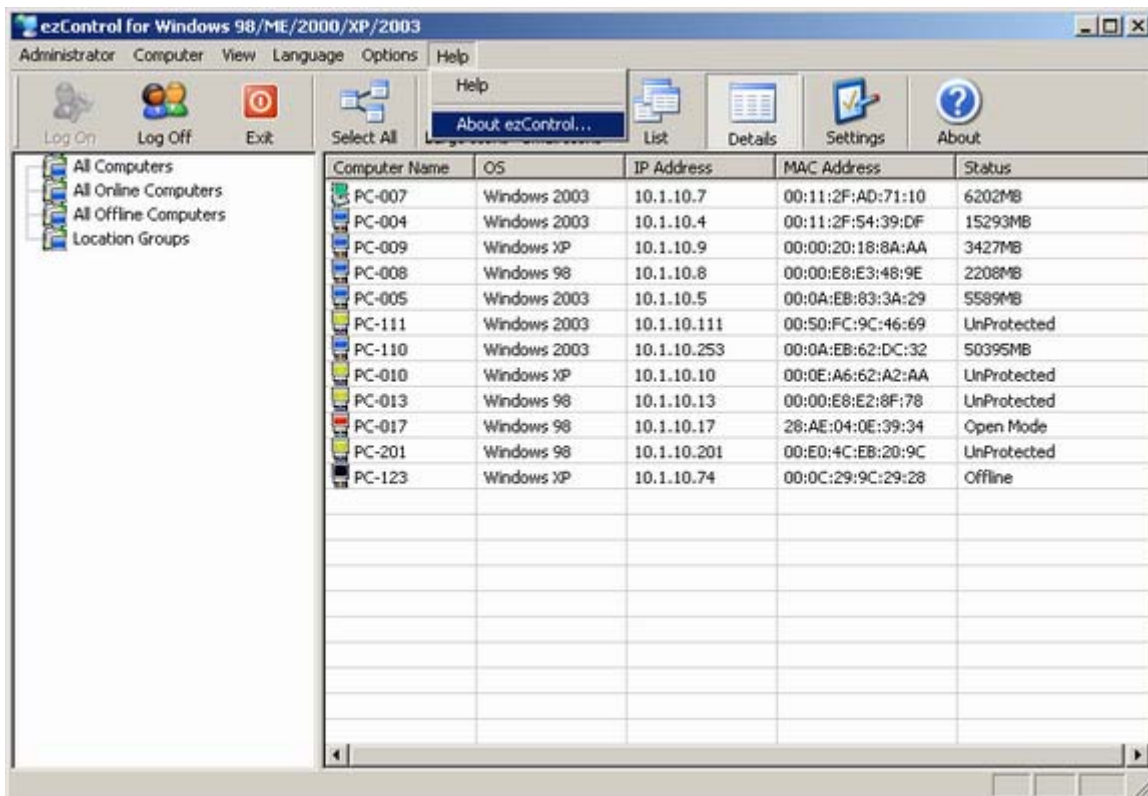 ezControl for Windows 98/ME/2000/XP/2003
Administrator Computer View Language Options Help
Help
About ezControl...
Log On Log Off Exit Select All List Details Settings About
All Computers
All Online Computers
All Offline Computers
Location Groups
Computer Name OS IP Address MAC Address Status
PC-007 Windows 2003 10.1.10.7 00:11:2F:AD:71:10 6202MB
PC-004 Windows 2003 10.1.10.4 00:11:2F:54:39:DF 15293MB
PC-009 Windows XP 10.1.10.9 00:00:20:18:8A:AA 3427MB
PC-008 Windows 98 10.1.10.8 00:00:E8:E3:48:9E 2208MB
PC-005 Windows 2003 10.1.10.5 00:0A:EB:83:3A:29 5589MB
PC-111 Windows 2003 10.1.10.111 00:50:FC:9C:46:69 UnProtected
PC-110 Windows 2003 10.1.10.253 00:0A:EB:62:DC:32 50395MB
PC-010 Windows XP 10.1.10.10 00:0E:A6:62:A2:AA UnProtected
PC-013 Windows 98 10.1.10.13 00:00:E8:E2:8F:78 UnProtected
PC-017 Windows 98 10.1.10.17 28:AE:04:0E:39:34 Open Mode
PC-201 Windows 98 10.1.10.201 00:E0:4C:EB:20:9C UnProtected
PC-123 Windows XP 10.1.10.74 00:0C:29:9C:29:28 Offline